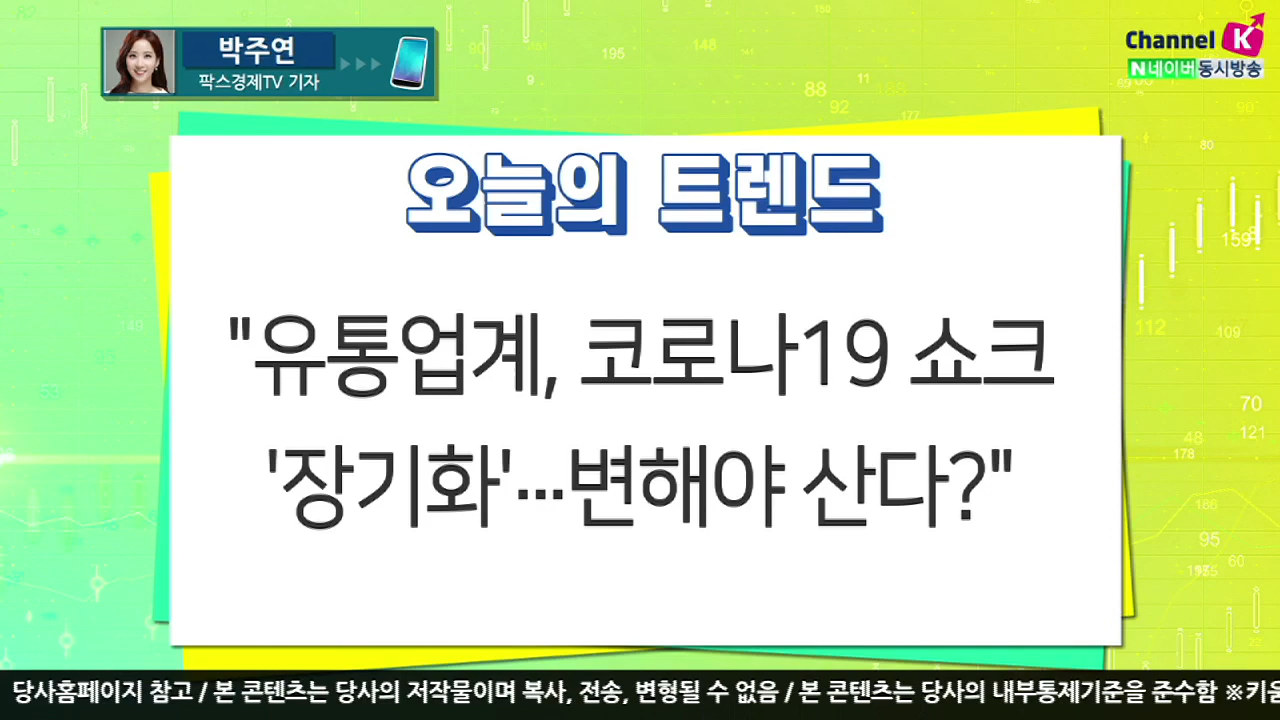 박주연
팍스경제TV 기자
Channel K
N 네이버 동시방송
오늘의 트렌드
"유통업계, 코로나19 쇼크
'장기화'…변해야 산다?"
당사홈페이지 참고 / 본 콘텐츠는 당사의 저작물이며 복사, 전송, 변형될 수 없음 / 본 콘텐츠는 당사의 내부통제기준을 준수함 ※키움